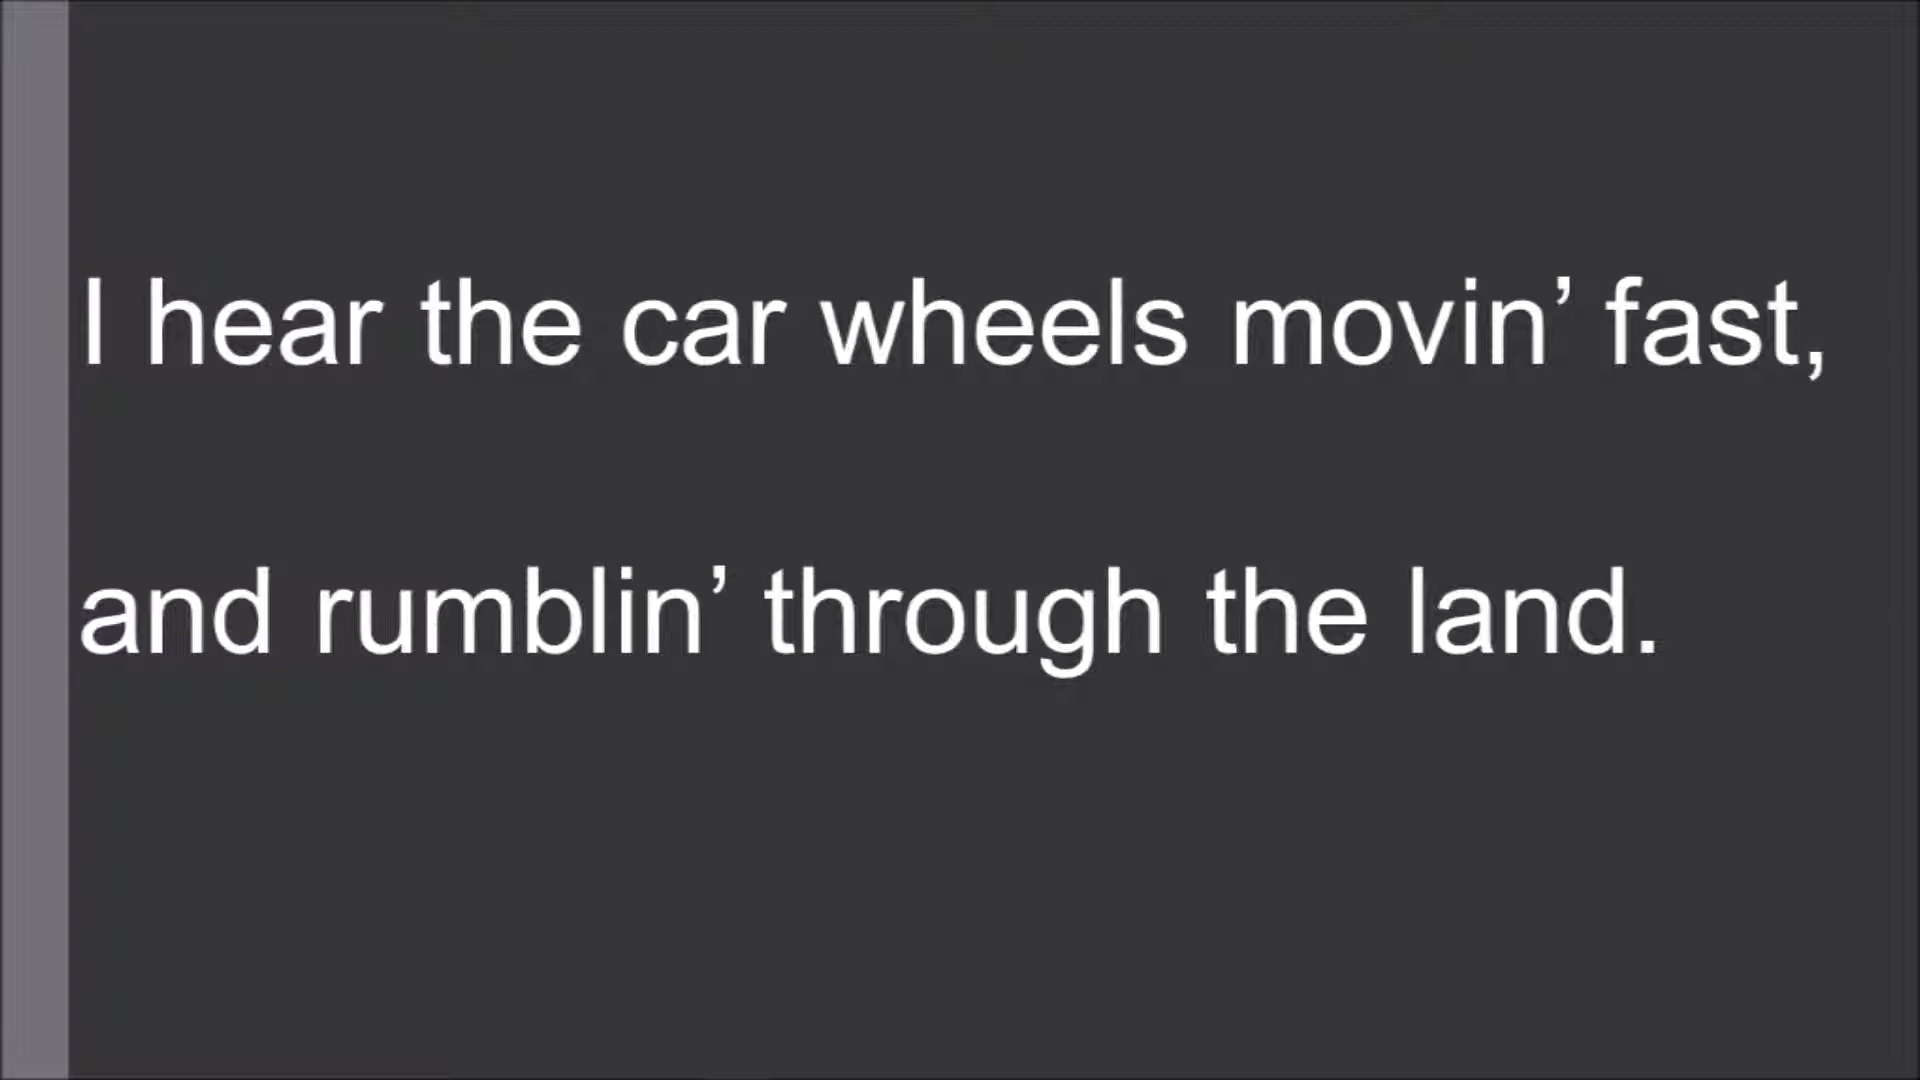 I hear the car wheels movin’ fast,
and rumblin’ through the land.